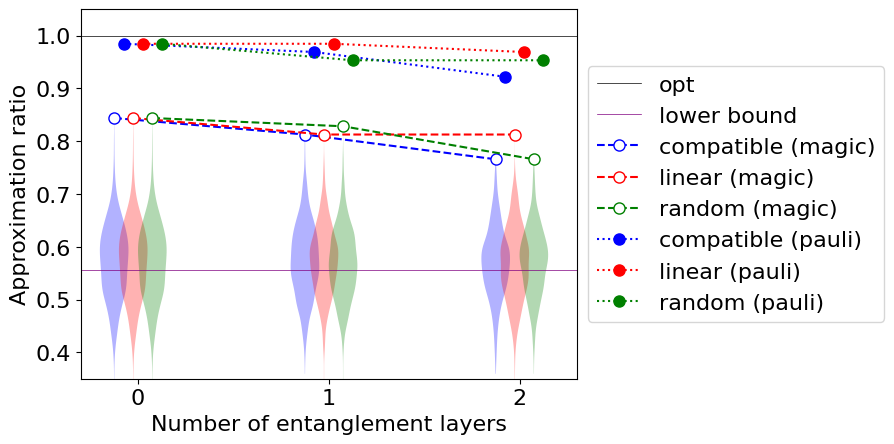 1.0
0.9
0.8
0.7
0.6
0.5
0.4
Approximation ratio
0 1 2
Number of entanglement layers
opt
lower bound
compatible (magic)
linear (magic)
random (magic)
compatible (pauli)
linear (pauli)
random (pauli)